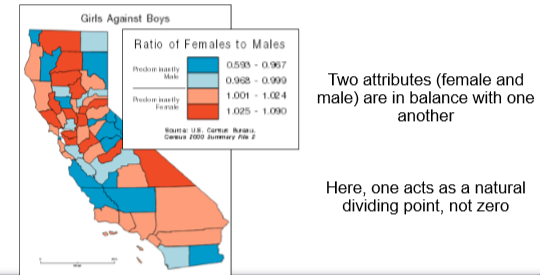 Girls Against Boys
Ratio of Females to Males
Predominantly
Male
0.593 - 0.967
0.968 - 0.999
Predominantly
Female
1.001 - 1.024
1.025 - 1.090
Source: U.S. Census Bureau.
Census 2000 Summary File 2
Two attributes (female and
male) are in balance with one
another
Here, one acts as a natural
dividing point, not zero